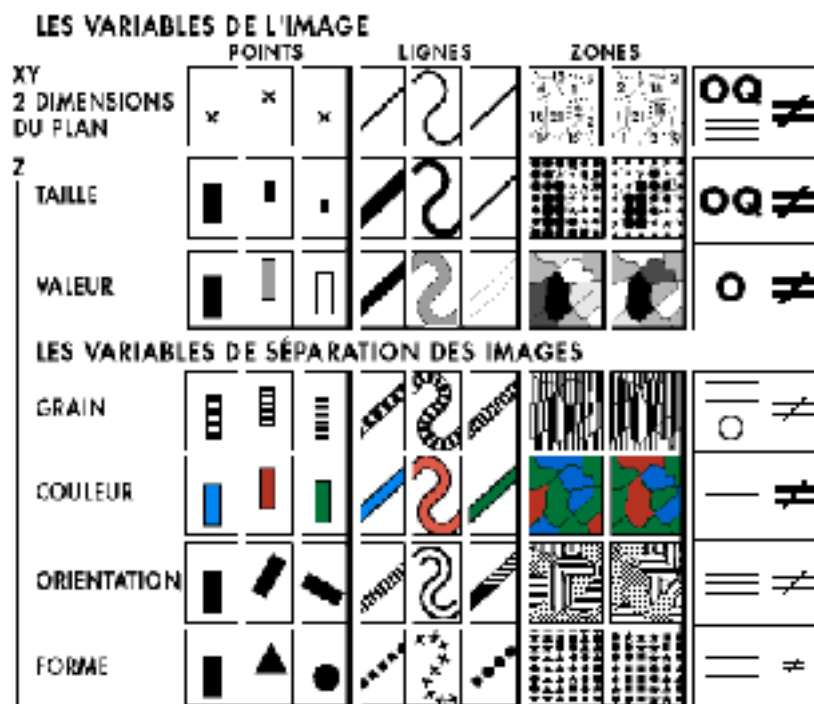 LES VARIABLES DE L'IMAGE
POINTS LIGNES ZONES
XY
2 DIMENSIONS
DU PLAN
OQ ≠
Z
TAILLE
OQ ≠
VALEUR
O ≠
LES VARIABLES DE SÉPARATION DES IMAGES
GRAIN
O ≠
COULEUR
≠
ORIENTATION
≠
FORME
≠